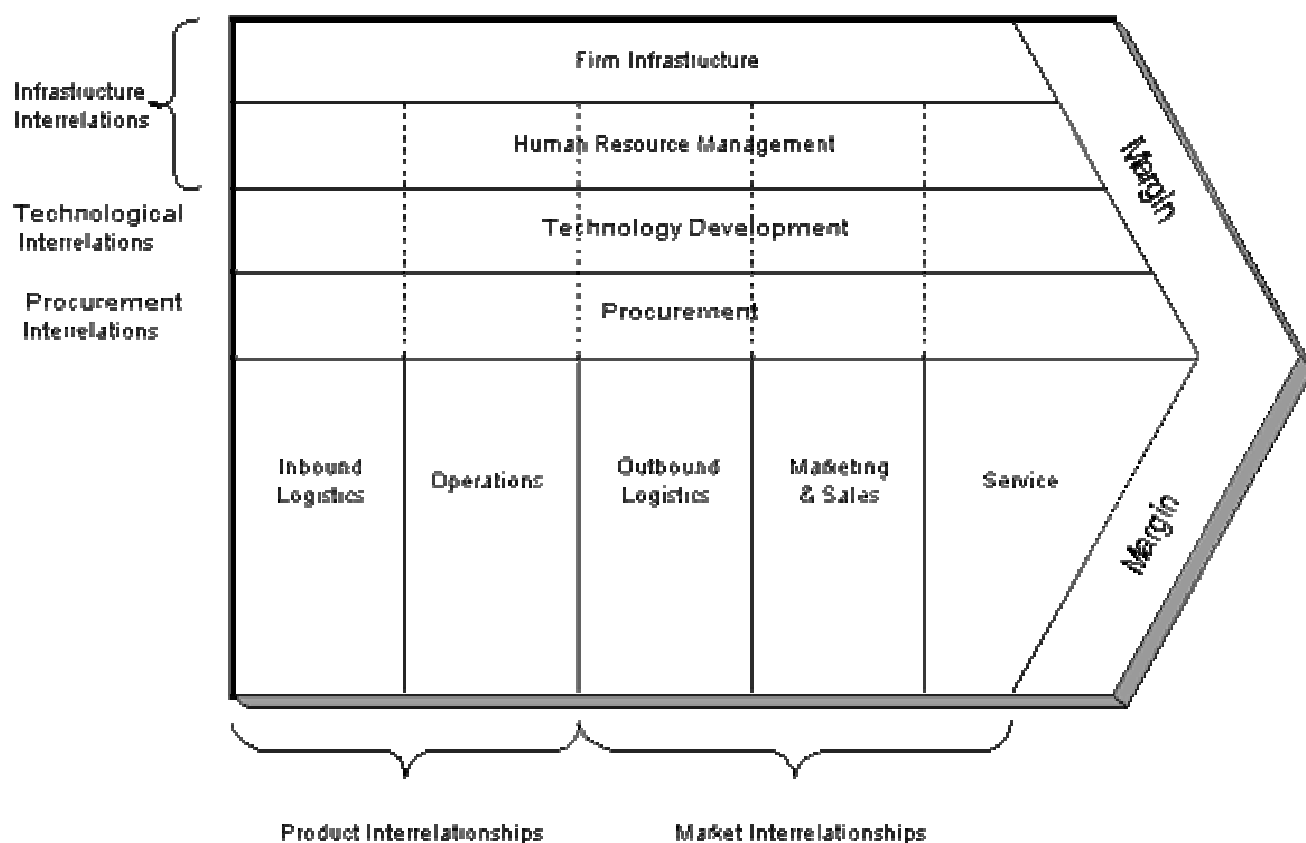 Firm Infrastructure
Infrastructure
Interrelations
Human Resource Management
Margin
Technological
Interrelations
Technology Development
Procurement
Interrelations
Procurement
Inbound
Logistics
Operations
Outbound
Logistics
Marketing
& Sales
Service
Margin
Product Interrelationships
Market Interrelationships